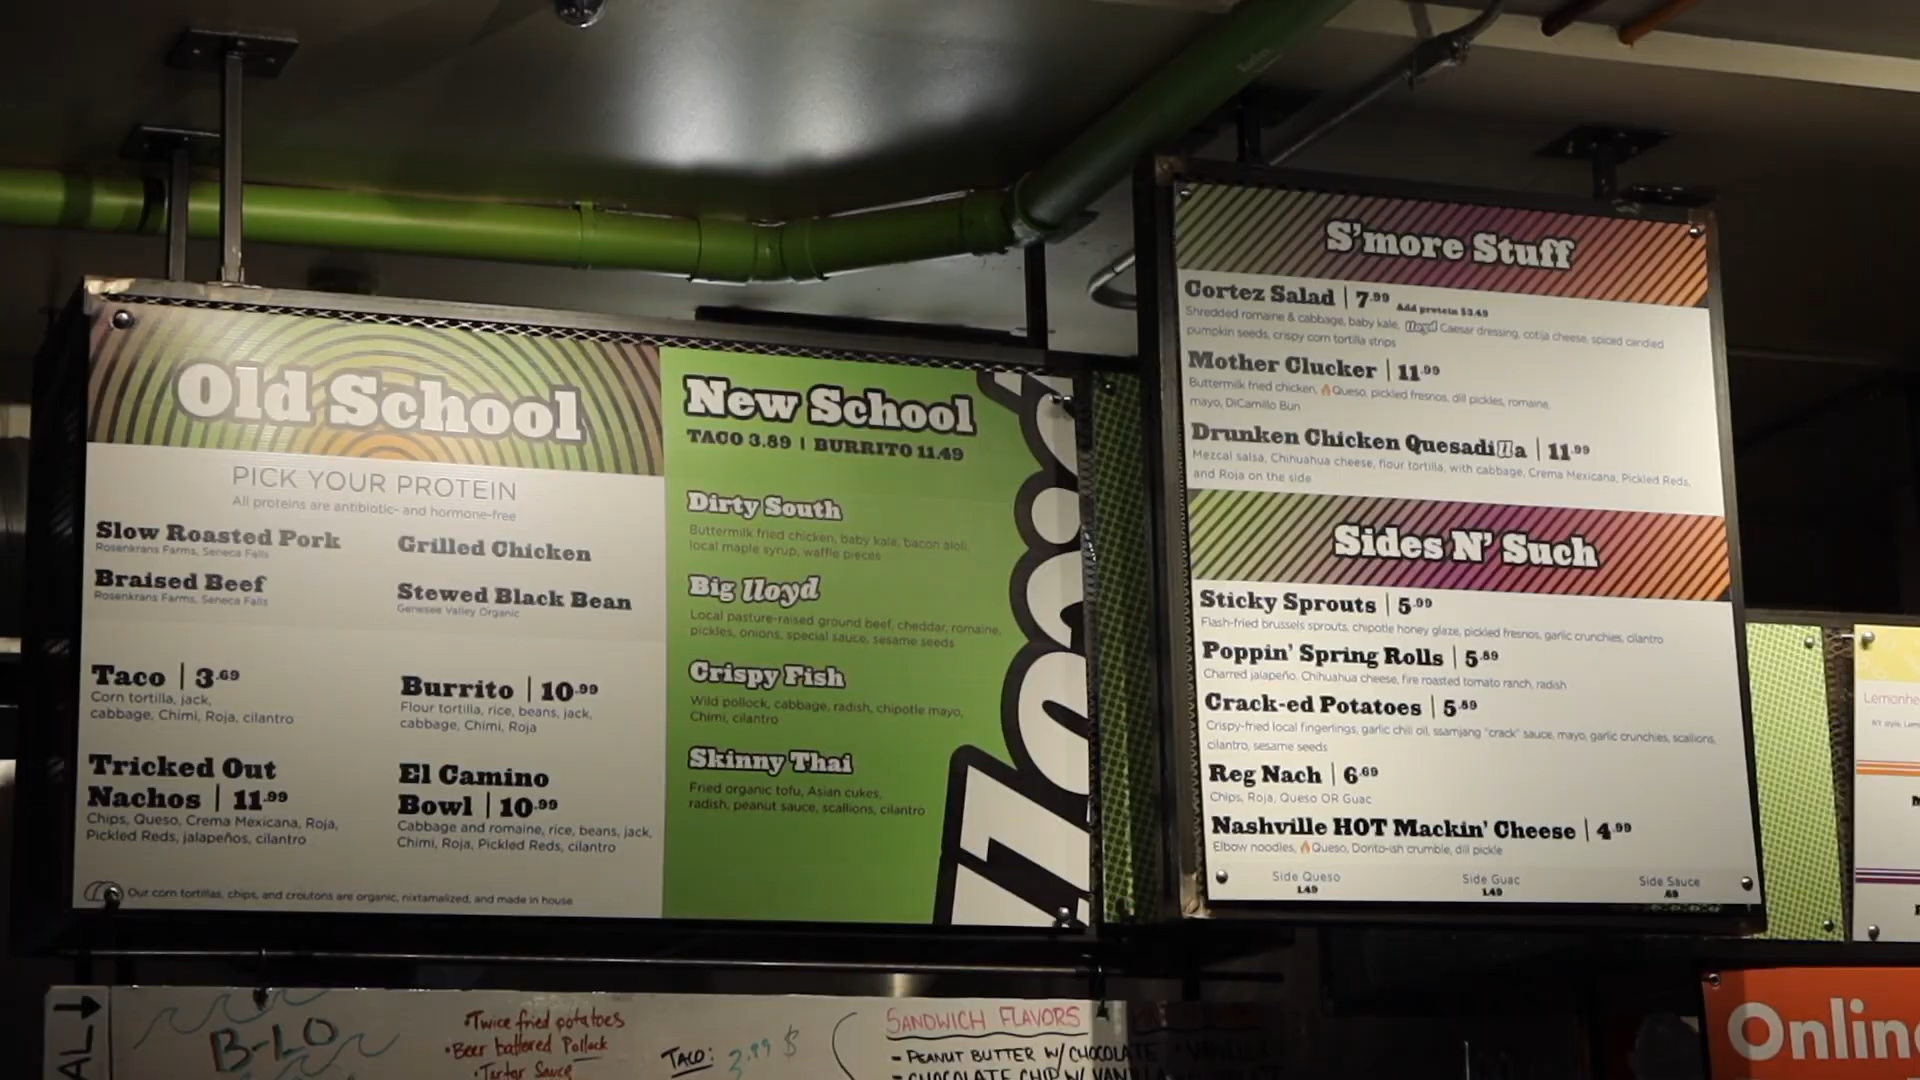 Old School
PICK YOUR PROTEIN
All proteins are antibiotic- and hormone-free
Slow Roasted Pork
Rosenkrans Farms, Seneca Falls
Braised Beef
Rosenkrans Farms, Seneca Falls
Grilled Chicken
Stewed Black Bean
Genesee Valley Organic
Taco | 3.69
Corn tortilla, jack,
cabbage, Chimi, Roja, cilantro
Burrito | 10.99
Flour tortilla, rice, beans, jack,
cabbage, Chimi, Roja
Tricked Out
Nachos | 11.99
Chips, Queso, Crema Mexicana, Roja,
Pickled Reds, jalapeños, cilantro
El Camino
Bowl | 10.99
Cabbage and romaine, rice, beans, jack,
Chimi, Roja, Pickled Reds, cilantro
Our corn tortillas, chips, and croutons are organic, nixtamalized, and made in house
New School
TACO 3.89 | BURRITO 11.49
Dirty South
Buttermilk fried chicken, baby kale, bacon aioli,
local maple syrup, waffle pieces
Big lloyd
Local pasture-raised ground beef, cheddar, romaine,
pickles, onions, special sauce, sesame seeds
Crispy Fish
Wild pollock, cabbage, radish, chipotle mayo,
Chimi, cilantro
Skinny Thai
Fried organic tofu, Asian cukes,
radish, peanut sauce, scallions, cilantro
lloyd
S'more Stuff
Cortez Salad | 7.99 Add protein $3.49
Shredded romaine & cabbage, baby kale, lloyd Caesar dressing, cotija cheese, spiced candied
pumpkin seeds, crispy corn tortilla strips
Mother Clucker | 11.99
Buttermilk fried chicken, Queso, pickled fresnos, dill pickles, romaine,
mayo, DiCamillo Bun
Drunken Chicken Quesadilla | 11.99
Mezcal salsa, Chihuahua cheese, flour tortilla, with cabbage, Crema Mexicana, Pickled Reds,
and Roja on the side
Sides N' Such
Sticky Sprouts | 5.99
Flash-fried brussels sprouts, chipotle honey glaze, pickled fresnos, garlic crunchies, cilantro
Poppin' Spring Rolls | 5.89
Charred jalapeño, Chihuahua cheese, fire roasted tomato ranch, radish
Crack-ed Potatoes | 5.89
Crispy-fried local fingerlings, garlic chili oil, ssamjang "crack" sauce, mayo, garlic crunchies, scallions,
cilantro, sesame seeds
Reg Nach | 6.69
Chips, Roja, Queso OR Guac
Nashville HOT Mackin' Cheese | 4.99
Elbow noodles, Queso, Dorito-ish crumble, dill pickle
Side Queso
1.49
Side Guac
1.49
Side Sauce
.69
B-LO
•Twice fried potatoes
•Beer battered Pollock
•Tartar Sauce
TACO: 3.99 $
SANDWICH FLAVORS
- PEANUT BUTTER W/ CHOCOLATE
- CHOCOLATE CHIP W/
Onlin